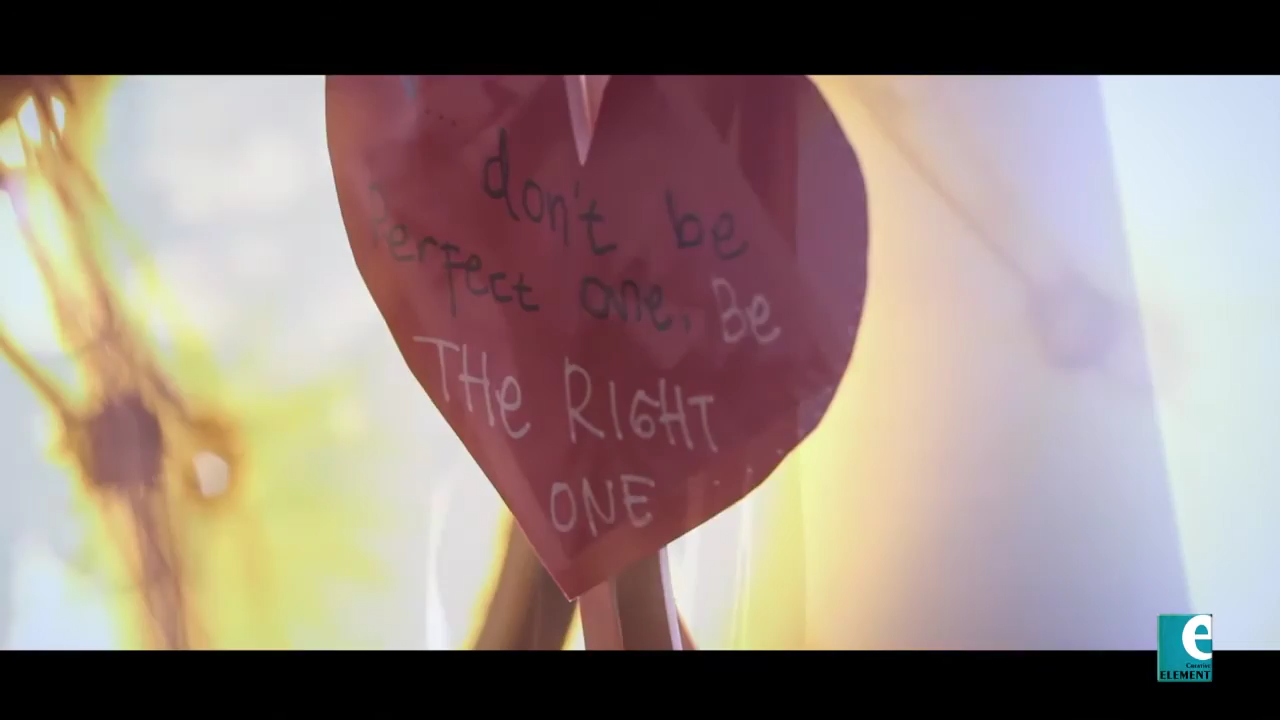 don't be
Perfect one. Be
THe RIGHT
ONE
e
Creative
ELEMENT